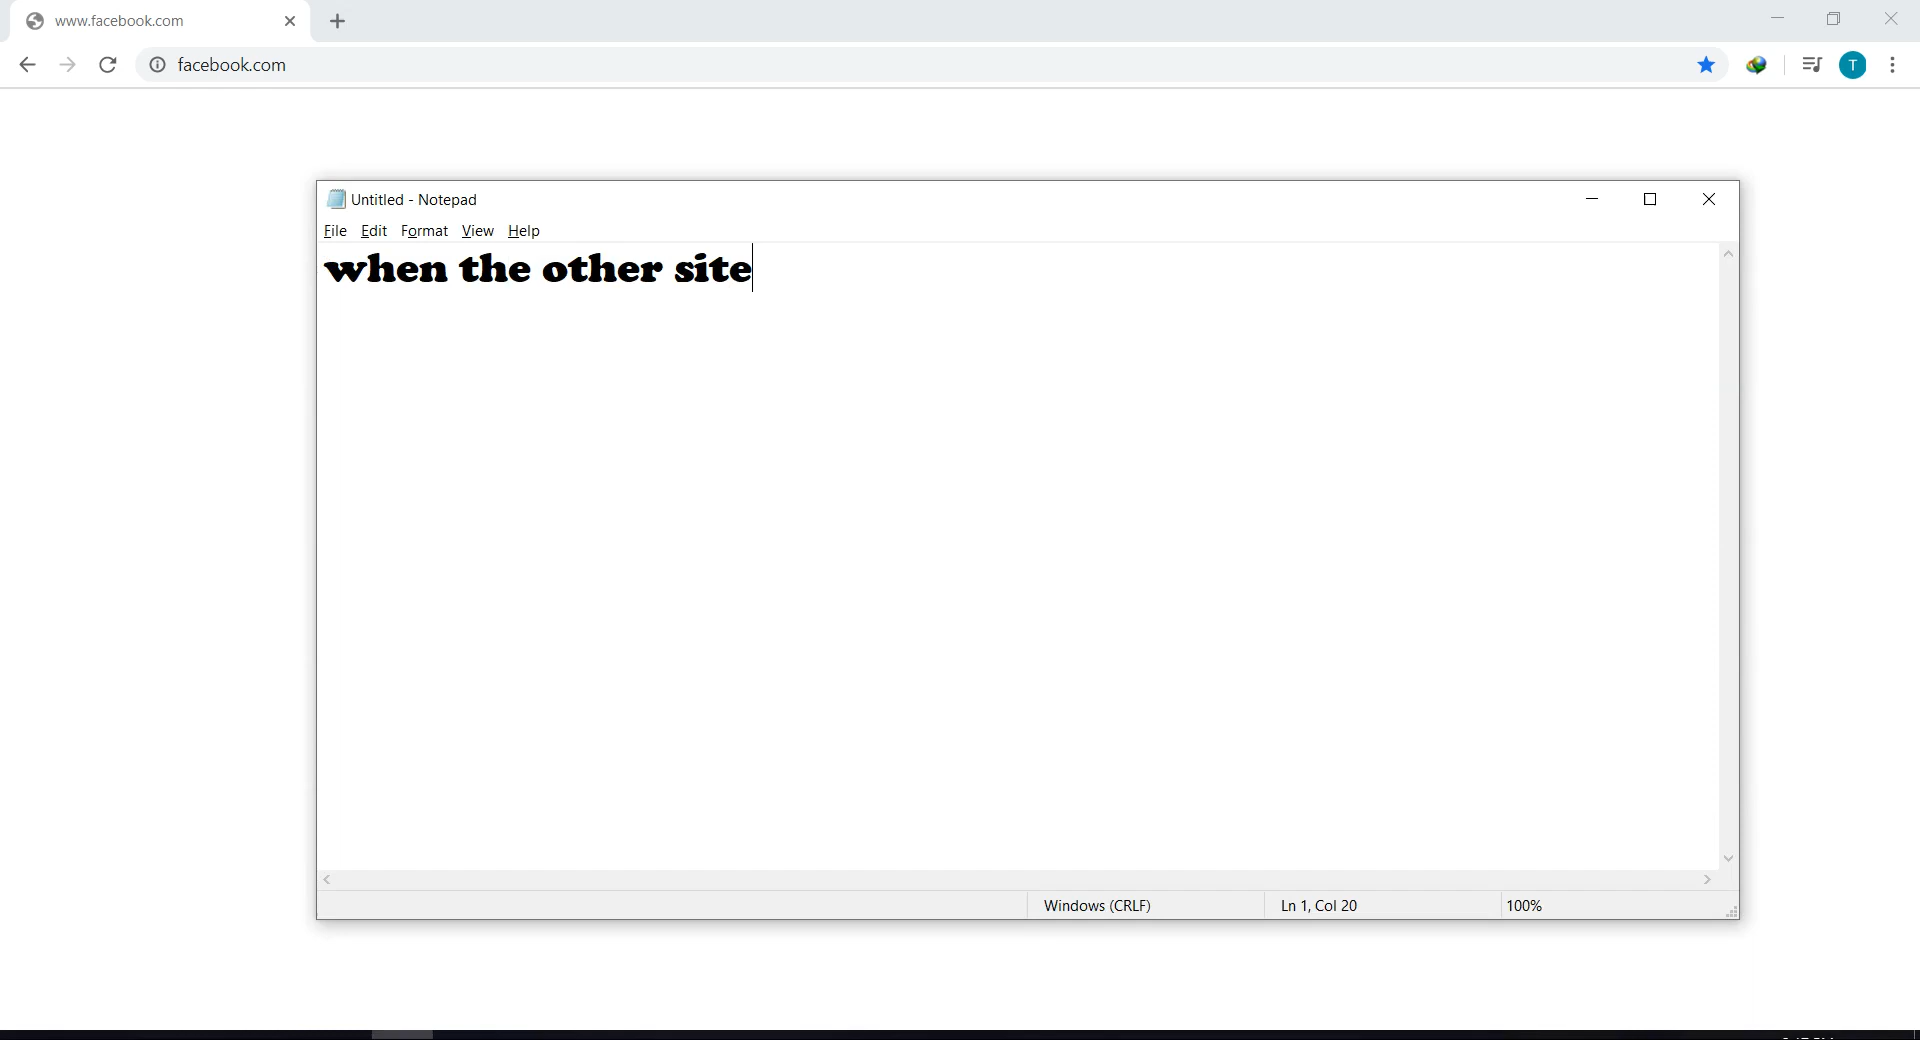 www.facebook.com
facebook.com
T
Untitled - Notepad
File Edit Format View Help
when the other site
Windows (CRLF) Ln 1, Col 20 100%